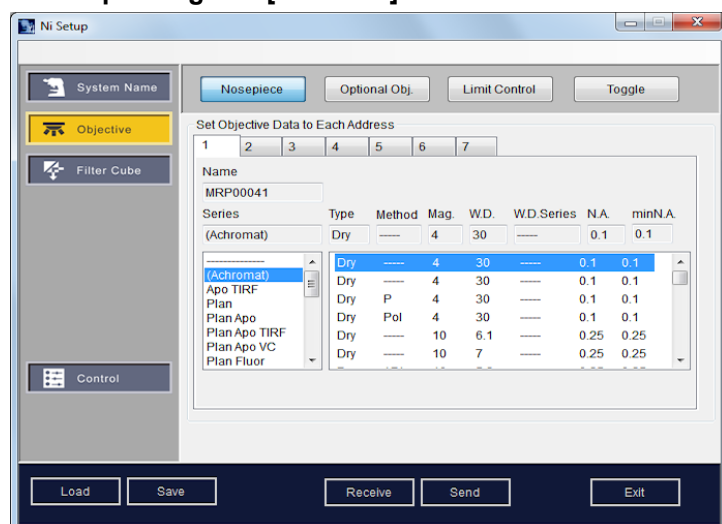 Ni Setup
System Name
Nosepiece Optional Obj. Limit Control Toggle
Objective
Set Objective Data to Each Address
1 2 3 4 5 6 7
Filter Cube
Name
MRP00041
Series Type Method Mag. W.D. W.D.Series N.A. minN.A.
(Achromat) Dry ----- 4 30 ----- 0.1 0.1
--------------
(Achromat)
Apo TIRF
Plan
Plan Apo
Plan Apo TIRF
Plan Apo VC
Plan Fluor
Dry ----- 4 30 ----- 0.1 0.1
Dry ----- 4 30 ----- 0.1 0.1
Dry P 4 30 ----- 0.1 0.1
Dry Pol 4 30 ----- 0.1 0.1
Dry ----- 10 6.1 ----- 0.25 0.25
Dry ----- 10 7 ----- 0.25 0.25
Control
Load Save Receive Send Exit